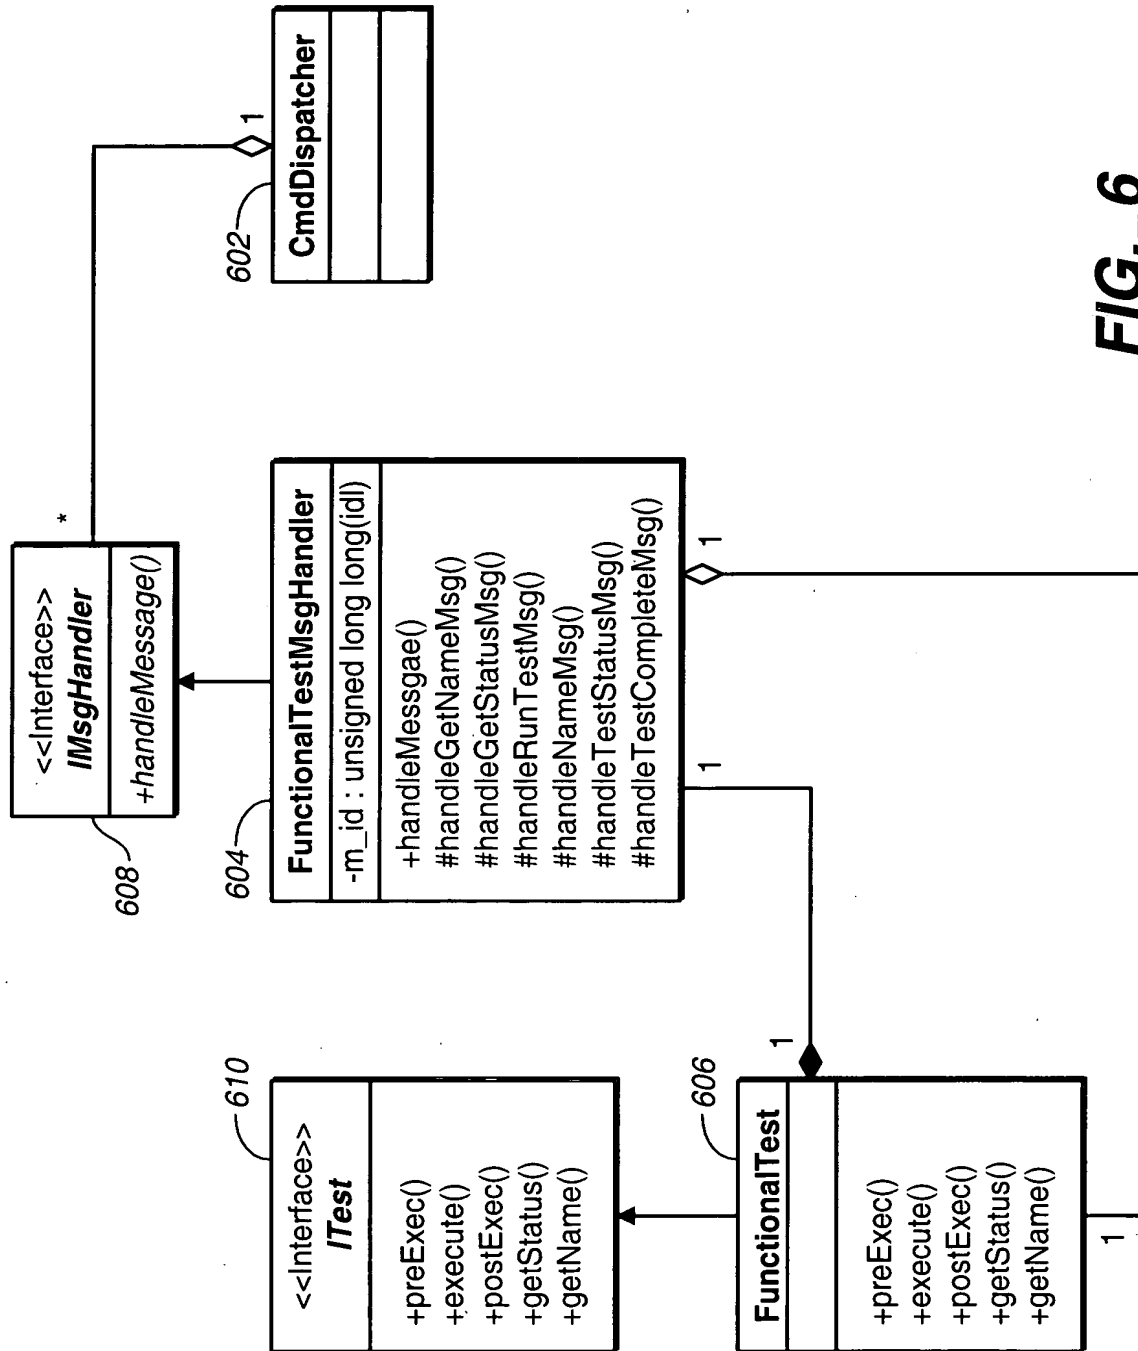 <<Interface>>
ITest
+preExec()
+execute()
+postExec()
+getStatus()
+getName()
610
FunctionalTest
+preExec()
+execute()
+postExec()
+getStatus()
+getName()
606
1
1
<<Interface>>
IMsgHandler
+handleMessage()
608
*
FunctionalTestMsgHandler
-m_id : unsigned long long(idl)
+handleMessgae()
#handleGetNameMsg()
#handleGetStatusMsg()
#handleRunTestMsg()
#handleNameMsg()
#handleTestStatusMsg()
#handleTestCompleteMsg()
604
1
1
CmdDispatcher
602
1
FIG._6